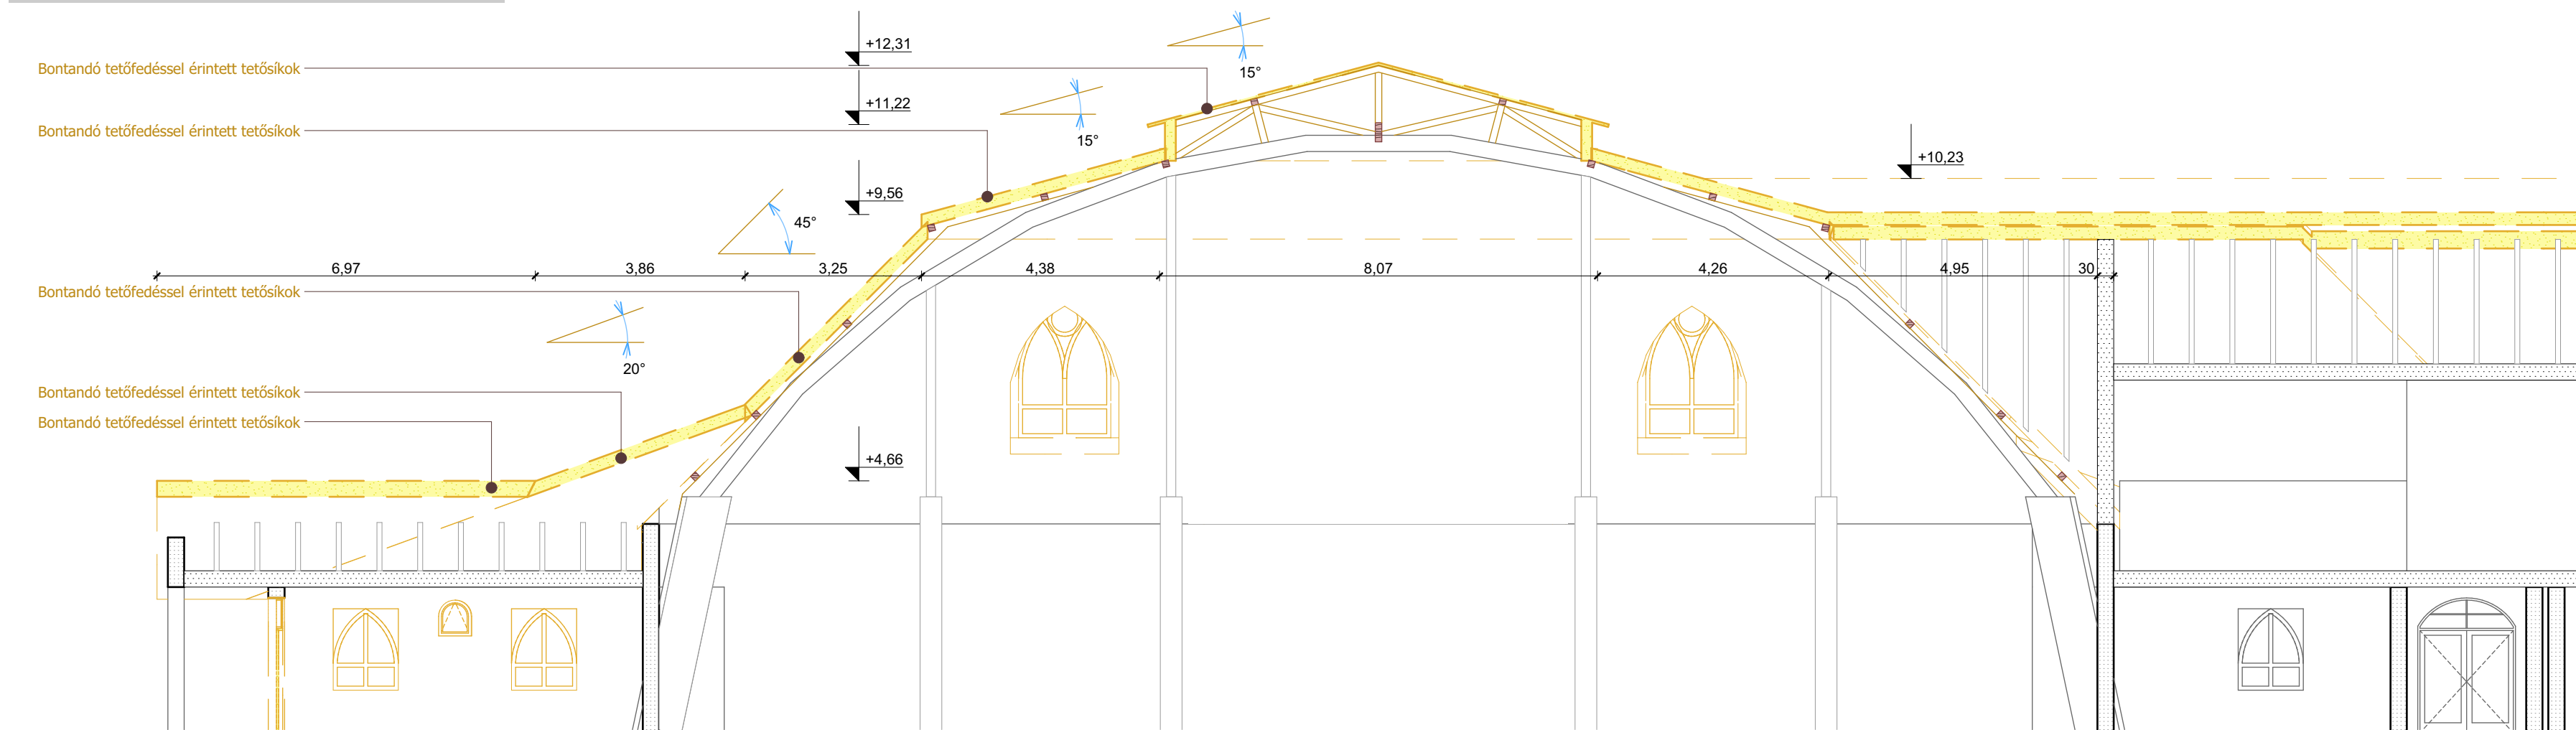 +12,31
Bontandó tetőfedéssel érintett tetősíkok
15°
+11,22
Bontandó tetőfedéssel érintett tetősíkok
15°
+10,23
+9,56
45°
6,97 3,86 3,25 4,38 8,07 4,26 4,95 30
Bontandó tetőfedéssel érintett tetősíkok
20°
Bontandó tetőfedéssel érintett tetősíkok
Bontandó tetőfedéssel érintett tetősíkok
+4,66